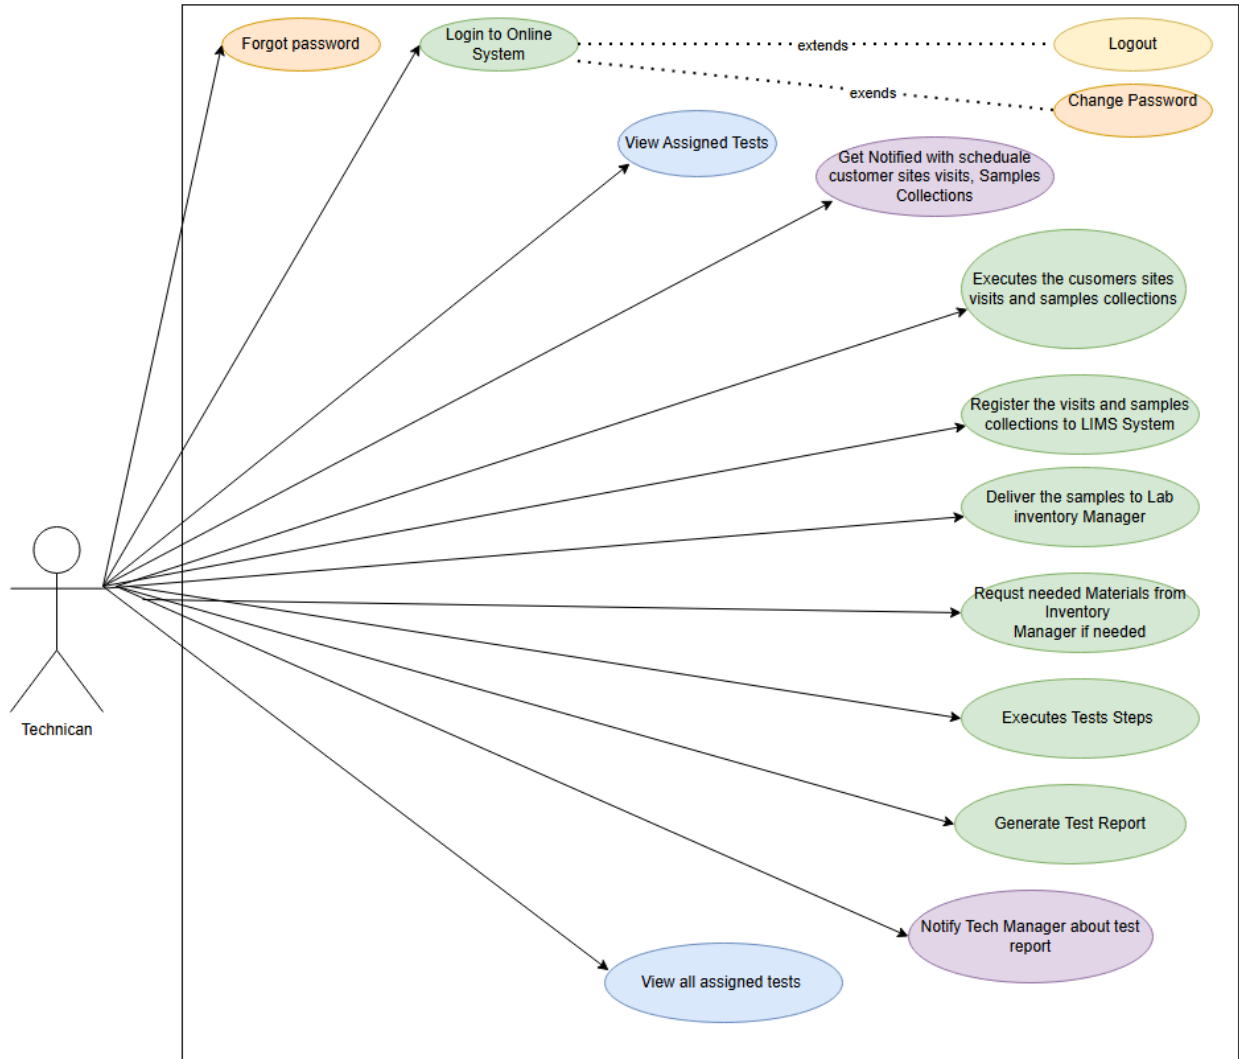 Forgot password
Login to Online
System
extends
Logout
exends
Change Password
View Assigned Tests
Get Notified with scheduale
customer sites visits, Samples
Collections
Executes the cusomers sites
visits and samples collections
Register the visits and samples
collections to LIMS System
Deliver the samples to Lab
inventory Manager
Requst needed Materials from
Inventory
Manager if needed
Executes Tests Steps
Technican
Generate Test Report
Notify Tech Manager about test
report
View all assigned tests